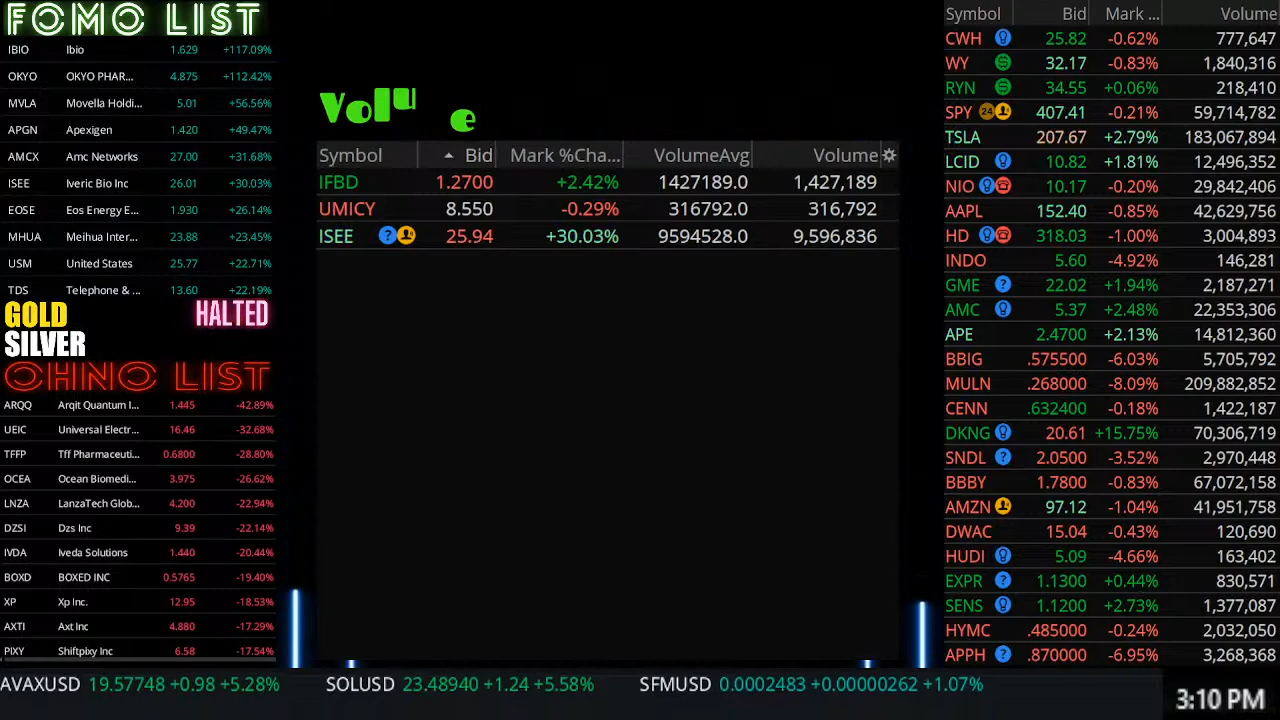 FOMO LIST
IBIO Ibio 1.629 +117.09%
OKYO OKYO PHAR... 4.875 +112.42%
MVLA Movella Holdi... 5.01 +56.56%
APGN Apexigen 1.420 +49.47%
AMCX Amc Networks 27.00 +31.68%
ISEE Iveric Bio Inc 26.01 +30.03%
EOSE Eos Energy E... 1.930 +26.14%
MHUA Meihua Inter... 23.88 +23.45%
USM United States 25.77 +22.71%
TDS Telephone & ... 13.60 +22.19%
GOLD HALTED
SILVER
OHNO LIST
ARQQ Arqit Quantum I... 1.445 -42.89%
UEIC Universal Electr... 16.46 -32.68%
TFFP Tff Pharmaceuti... 0.6800 -28.80%
OCEA Ocean Biomedi... 3.975 -26.62%
LNZA LanzaTech Glob... 4.200 -22.94%
DZSI Dzs Inc 9.39 -22.14%
IVDA Iveda Solutions 1.440 -20.44%
BOXD BOXED INC 0.5765 -19.40%
XP Xp Inc. 12.95 -18.53%
AXTI Axt Inc 4.880 -17.29%
PIXY Shiftpixy Inc 6.58 -17.54%
Volu e
Symbol Bid Mark %Cha... VolumeAvg Volume
IFBD 1.2700 +2.42% 1427189.0 1,427,189
UMICY 8.550 -0.29% 316792.0 316,792
ISEE 25.94 +30.03% 9594528.0 9,596,836
Symbol Bid Mark ... Volume
CWH 25.82 -0.62% 777,647
WY 32.17 -0.83% 1,840,316
RYN 34.55 +0.06% 218,410
SPY 24 407.41 -0.21% 59,714,782
TSLA 207.67 +2.79% 183,067,894
LCID 10.82 +1.81% 12,496,352
NIO 10.17 -0.20% 29,842,406
AAPL 152.40 -0.85% 42,629,756
HD 318.03 -1.00% 3,004,893
INDO 5.60 -4.92% 146,281
GME 22.02 +1.94% 2,187,271
AMC 5.37 +2.48% 22,353,306
APE 2.4700 +2.13% 14,812,360
BBIG .575500 -6.03% 5,705,792
MULN .268000 -8.09% 209,882,852
CENN .632400 -0.18% 1,422,187
DKNG 20.61 +15.75% 70,306,719
SNDL 2.0500 -3.52% 2,970,448
BBBY 1.7800 -0.83% 67,072,158
AMZN 97.12 -1.04% 41,951,758
DWAC 15.04 -0.43% 120,690
HUDI 5.09 -4.66% 163,402
EXPR 1.1300 +0.44% 830,571
SENS 1.1200 +2.73% 1,377,087
HYMC .485000 -0.24% 2,032,050
APPH .870000 -6.95% 3,268,368
AVAXUSD 19.57748 +0.98 +5.28% SOLUSD 23.48940 +1.24 +5.58% SFMUSD 0.0002483 +0.00000262 +1.07%
3:10 PM